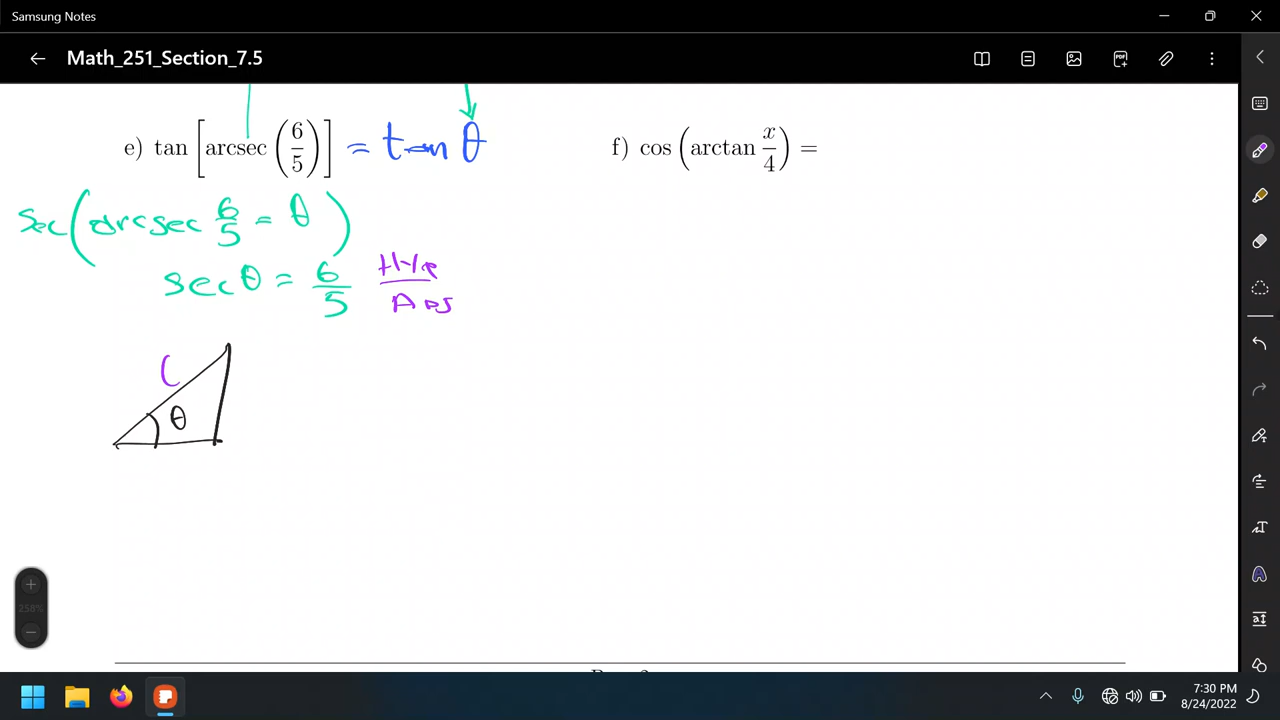 Samsung Notes
Math_251_Section_7.5
e) tan [arcsec (6/5)] = tan θ
f) cos (arctan x/4) =
sec(arcsec 6/5 = θ)
sec θ = 6/5 Hyp/Adj
θ
258%
7:30 PM
8/24/2022